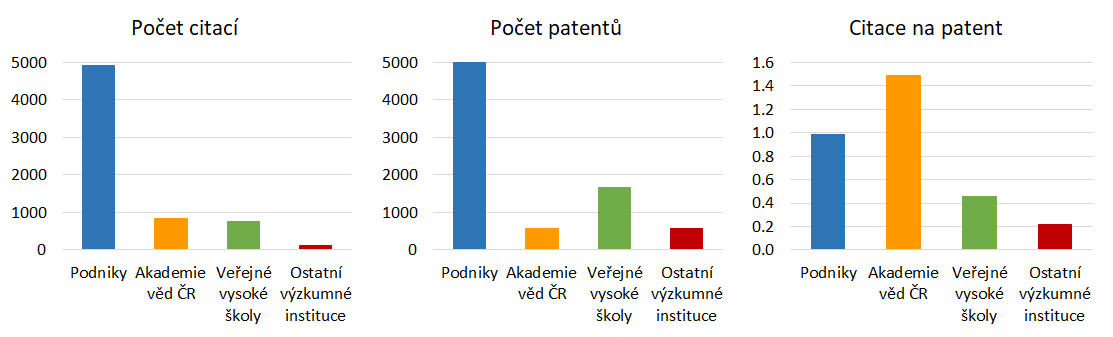 Počet citací
5000
4000
3000
2000
1000
0
Podniky
Akademie
věd ČR
Veřejné
vysoké
školy
Ostatní
výzkumné
instituce
Počet patentů
5000
4000
3000
2000
1000
0
Podniky
Akademie
věd ČR
Veřejné
vysoké
školy
Ostatní
výzkumné
instituce
Citace na patent
1.6
1.4
1.2
1.0
0.8
0.6
0.4
0.2
0.0
Podniky
Akademie
věd ČR
Veřejné
vysoké
školy
Ostatní
výzkumné
instituce